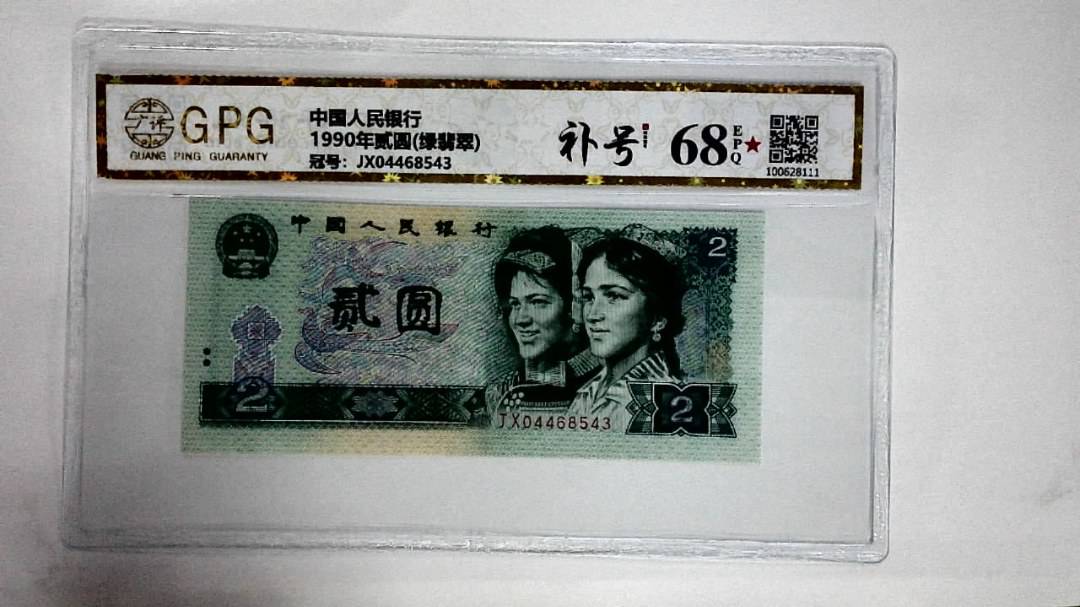 中国人民银行
1990年贰圆(绿翡翠)
冠号: JX04468543
广评
GPG
GUANG PING GUARANTY
补号
68
EPQ
100628111
中国人民银行
贰圆
2
2
2
JX04468543